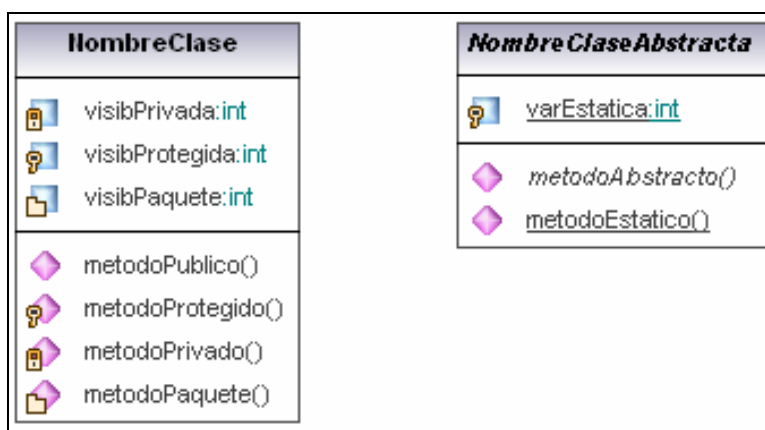 NombreClase
visibPrivada:int
visibProtegida:int
visibPaquete:int
metodoPublico()
metodoProtegido()
metodoPrivado()
metodoPaquete()
NombreClaseAbstracta
varEstatica:int
metodoAbstracto()
metodoEstatico()